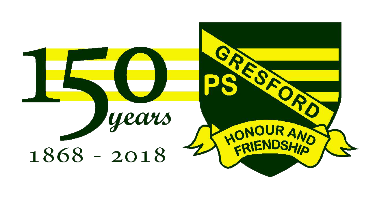 150
years
1868 - 2018
GRESFORD
PS
HONOUR AND
FRIENDSHIP